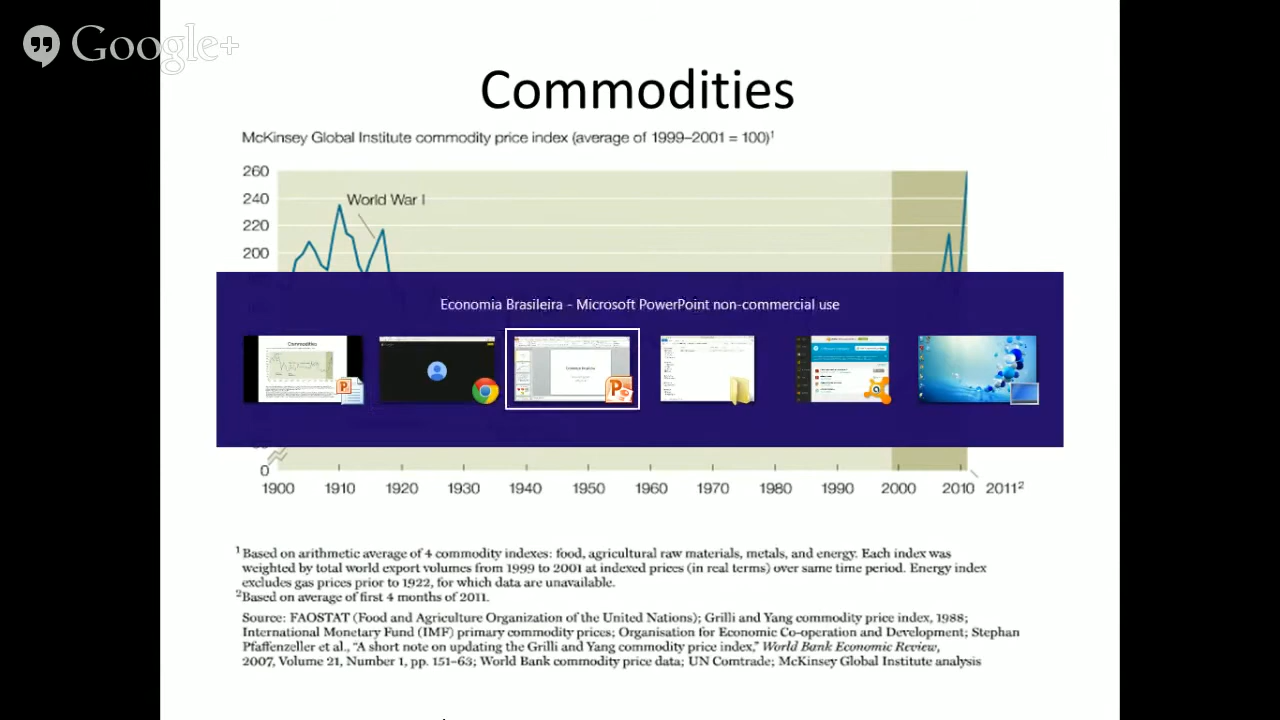 Google+
Commodities
McKinsey Global Institute commodity price index (average of 1999–2001 = 100)¹
260
World War I
240
220
200
Economia Brasileira - Microsoft PowerPoint non-commercial use
0
1900 1910 1920 1930 1940 1950 1960 1970 1980 1990 2000 2010 2011²
¹Based on arithmetic average of 4 commodity indexes: food, agricultural raw materials, metals, and energy. Each index was
weighted by total world export volumes from 1999 to 2001 at indexed prices (in real terms) over same time period. Energy index
excludes gas prices prior to 1922, for which data are unavailable.
²Based on average of first 4 months of 2011.
Source: FAOSTAT (Food and Agriculture Organization of the United Nations); Grilli and Yang commodity price index, 1988;
International Monetary Fund (IMF) primary commodity prices; Organisation for Economic Co-operation and Development; Stephan
Pfaffenzeller et al., “A short note on updating the Grilli and Yang commodity price index,” World Bank Economic Review,
2007, Volume 21, Number 1, pp. 151–63; World Bank commodity price data; UN Comtrade; McKinsey Global Institute analysis